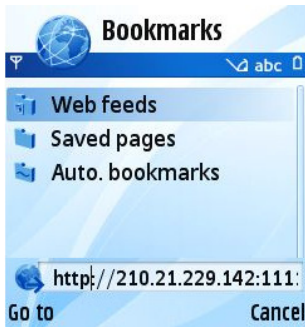 Bookmarks
abc
Web feeds
Saved pages
Auto. bookmarks
http://210.21.229.142:111:
Go to Cancel